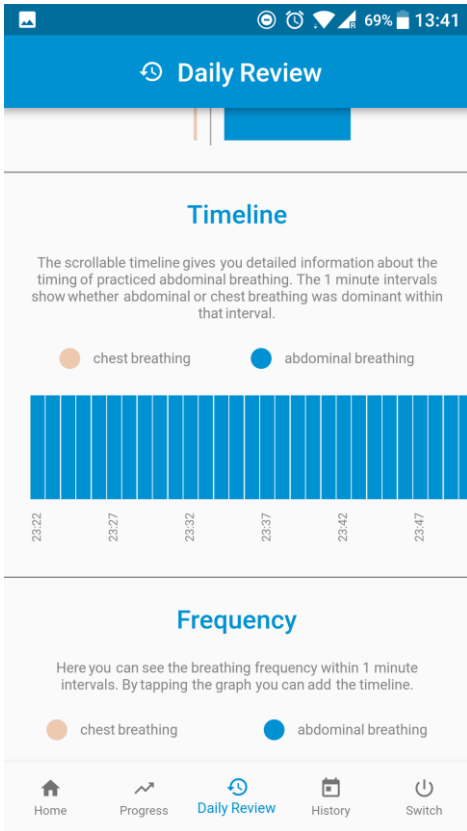 69% 13:41
Daily Review
Timeline
The scrollable timeline gives you detailed information about the
timing of practiced abdominal breathing. The 1 minute intervals
show whether abdominal or chest breathing was dominant within
that interval.
chest breathing abdominal breathing
23:22 23:27 23:32 23:37 23:42 23:47
Frequency
Here you can see the breathing frequency within 1 minute
intervals. By tapping the graph you can add the timeline.
chest breathing abdominal breathing
Home Progress Daily Review History Switch